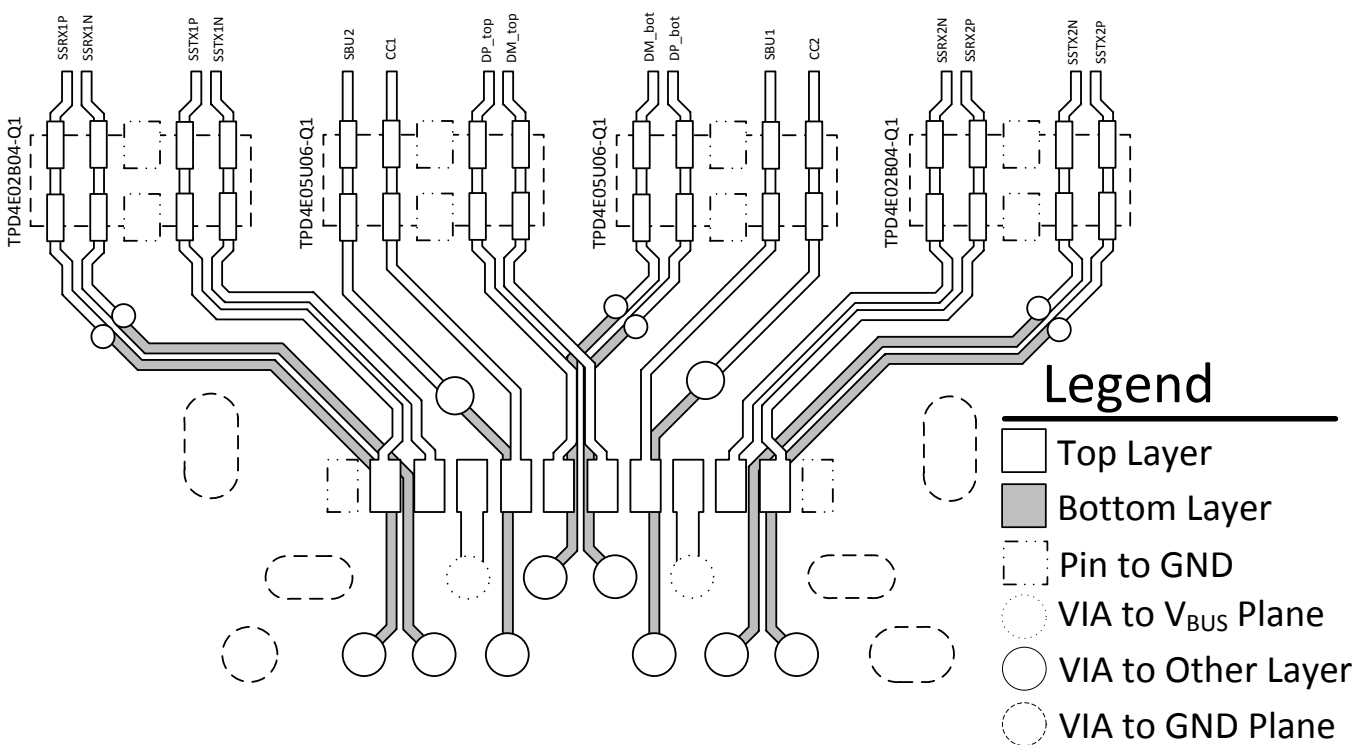 SSRX1P
SSRX1N
SSTX1P
SSTX1N
SBU2
CC1
DP_top
DM_top
DM_bot
DP_bot
SBU1
CC2
SSRX2N
SSRX2P
SSTX2N
SSTX2P
TPD4E02B04-Q1
TPD4E05U06-Q1
TPD4E05U06-Q1
TPD4E02B04-Q1
Legend
Top Layer
Bottom Layer
Pin to GND
VIA to VBUS Plane
VIA to Other Layer
VIA to GND Plane